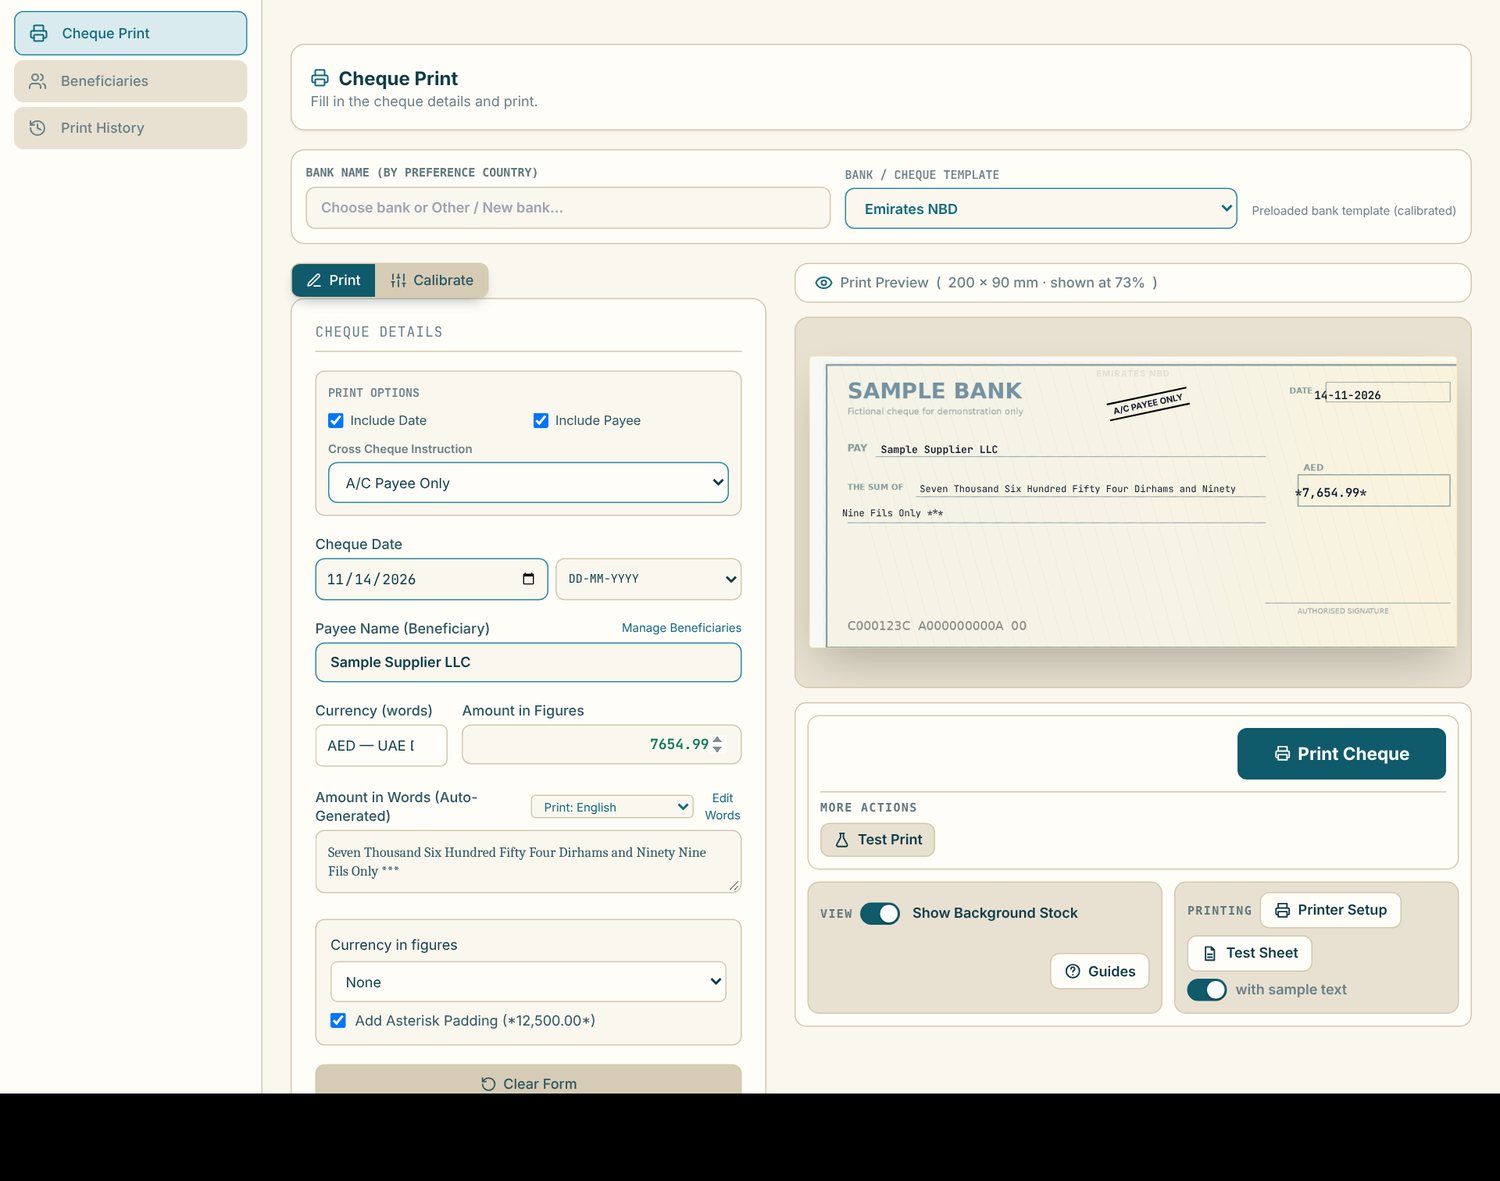 Cheque Print
Beneficiaries
Print History
Cheque Print
Fill in the cheque details and print.
BANK NAME (BY PREFERENCE COUNTRY)
Choose bank or Other / New bank...
BANK / CHEQUE TEMPLATE
Emirates NBD
Preloaded bank template (calibrated)
Print
Calibrate
CHEQUE DETAILS
PRINT OPTIONS
Include Date
Include Payee
Cross Cheque Instruction
A/C Payee Only
Cheque Date
11/14/2026
DD-MM-YYYY
Payee Name (Beneficiary)
Manage Beneficiaries
Sample Supplier LLC
Currency (words)
Amount in Figures
AED — UAE D
7654.99
Amount in Words (Auto-
Generated)
Print: English
Edit
Words
Seven Thousand Six Hundred Fifty Four Dirhams and Ninety Nine
Fils Only ***
Currency in figures
None
Add Asterisk Padding (*12,500.00*)
Clear Form
Print Preview ( 200 × 90 mm · shown at 73% )
EMIRATES NBD
SAMPLE BANK
Fictional cheque for demonstration only
A/C PAYEE ONLY
DATE
14-11-2026
PAY
Sample Supplier LLC
AED
THE SUM OF
Seven Thousand Six Hundred Fifty Four Dirhams and Ninety
*7,654.99*
Nine Fils Only ***
AUTHORISED SIGNATURE
C000123C A000000000A 00
Print Cheque
MORE ACTIONS
Test Print
VIEW
Show Background Stock
Guides
PRINTING
Printer Setup
Test Sheet
with sample text